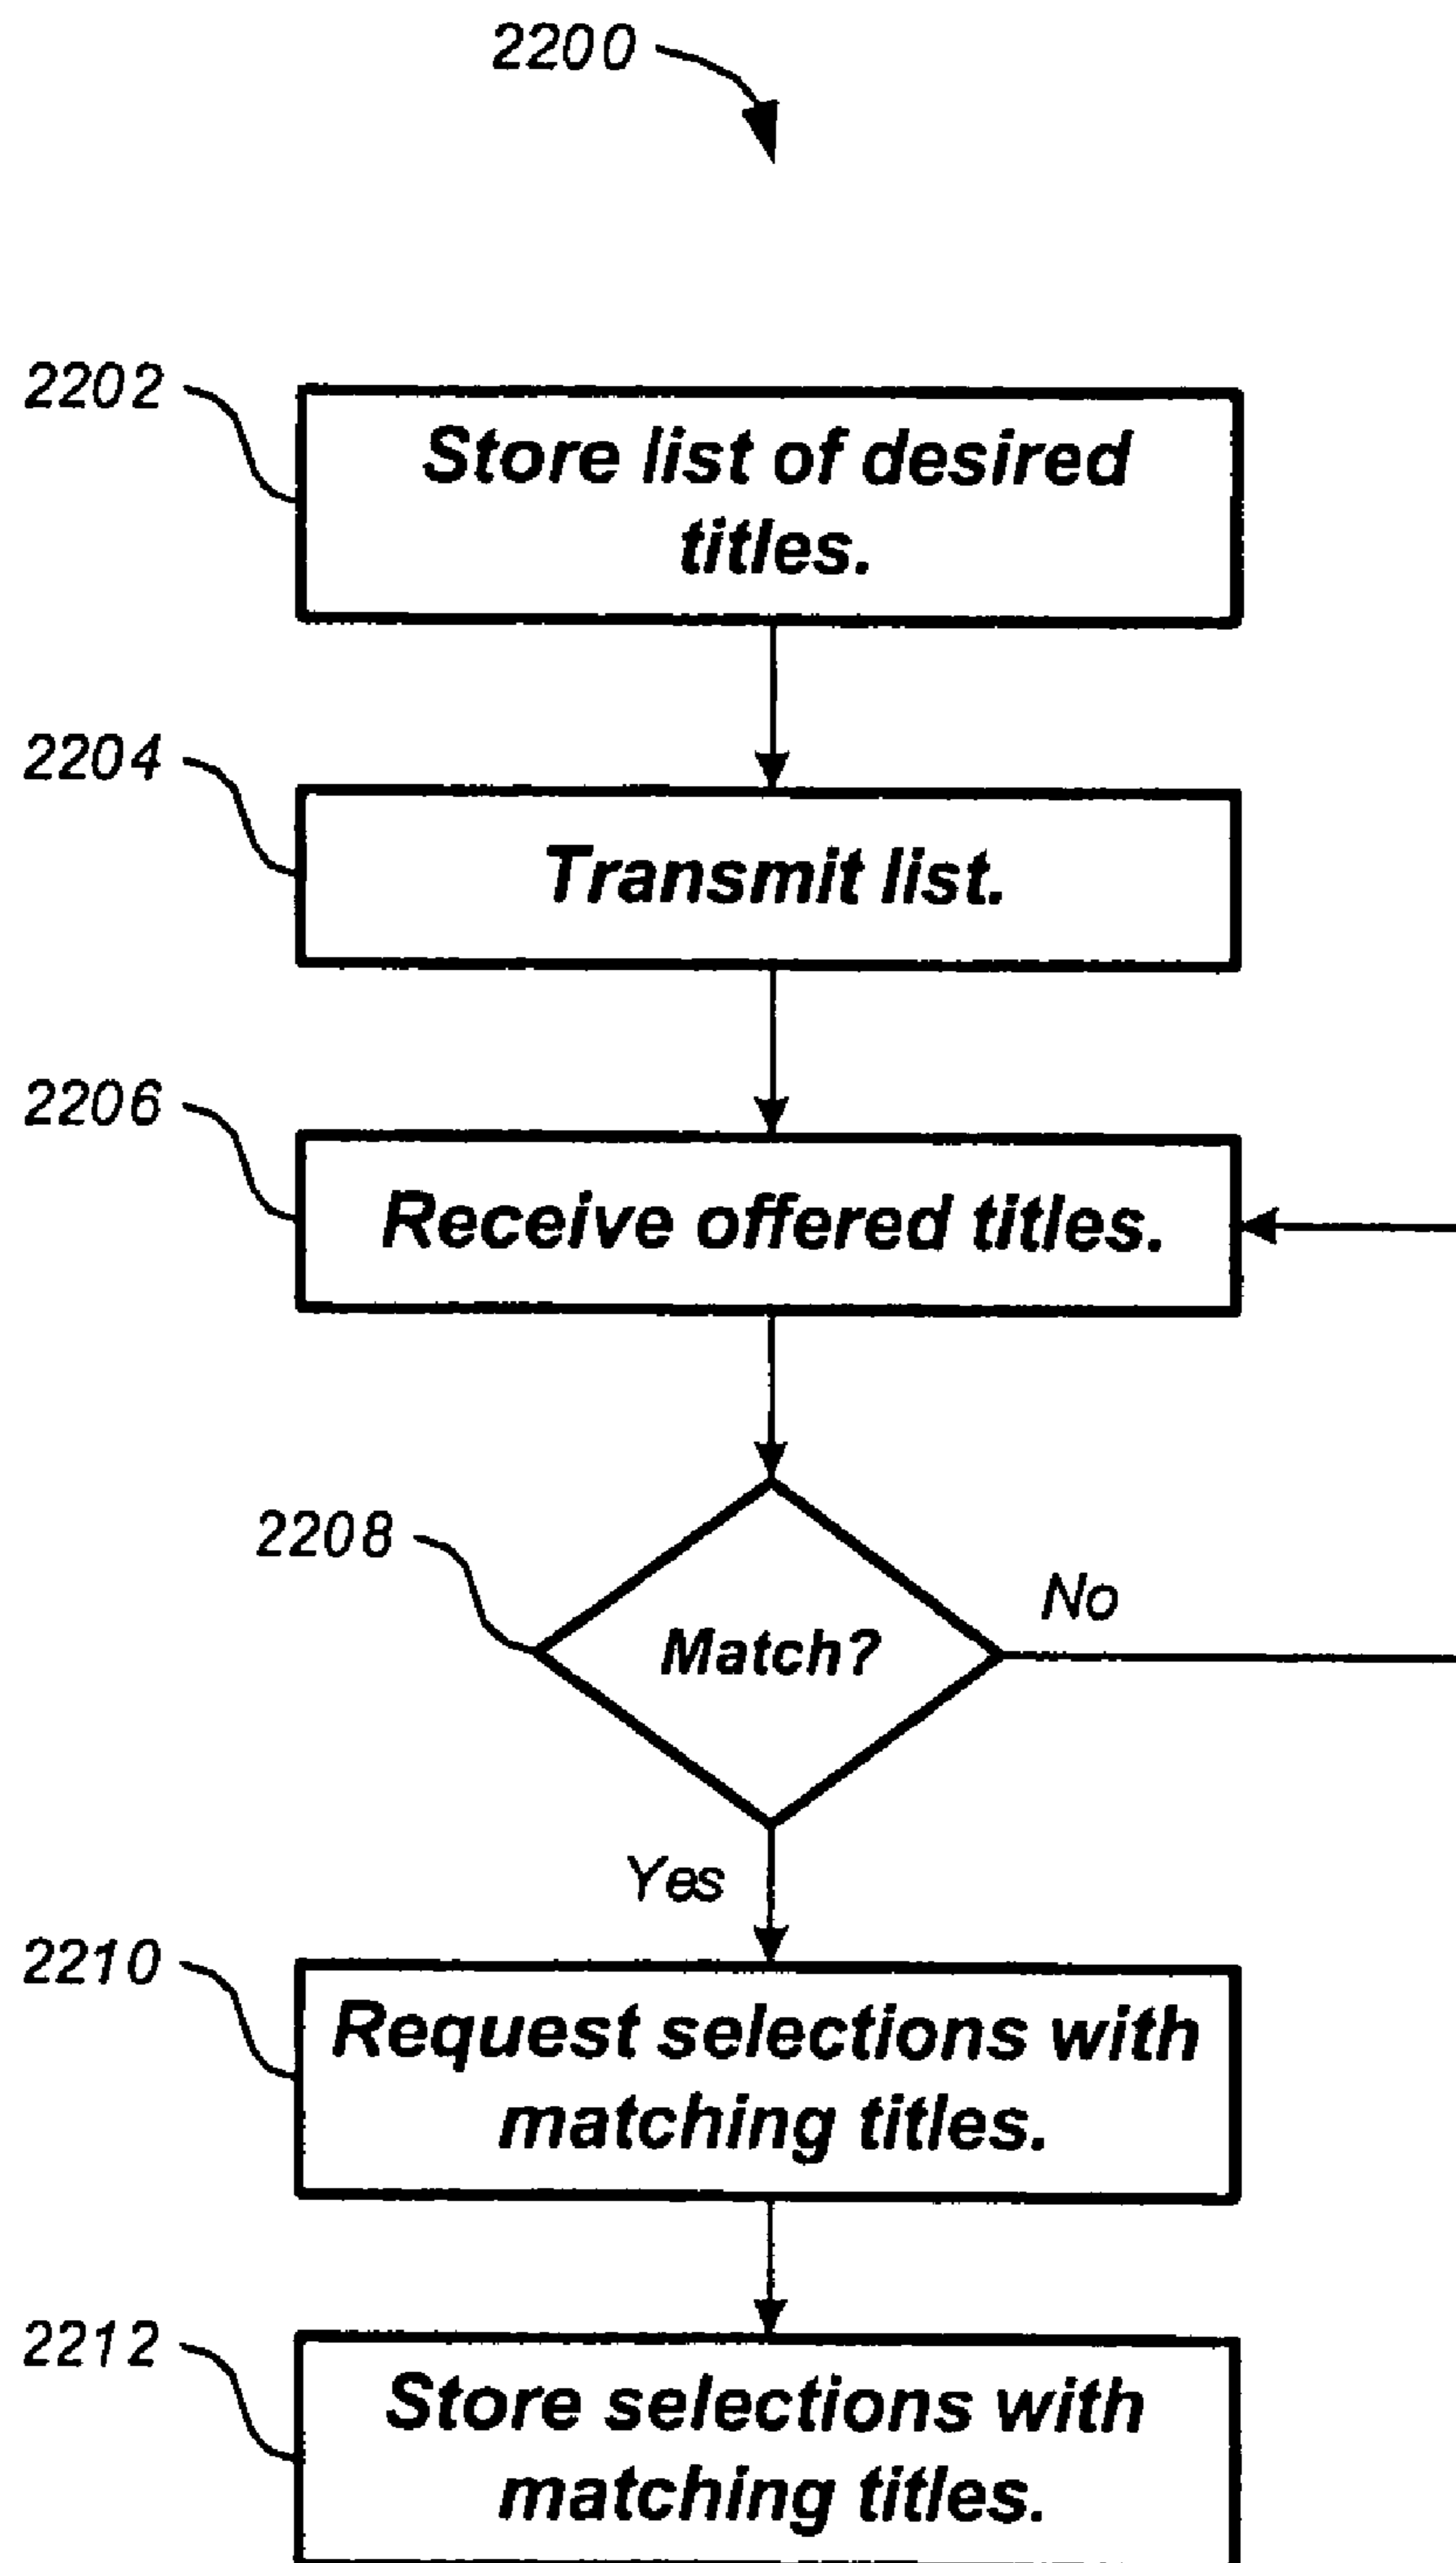 2200
2202
Store list of desired
titles.
2204
Transmit list.
2206
Receive offered titles.
2208
Match?
No
Yes
2210
Request selections with
matching titles.
2212
Store selections with
matching titles.